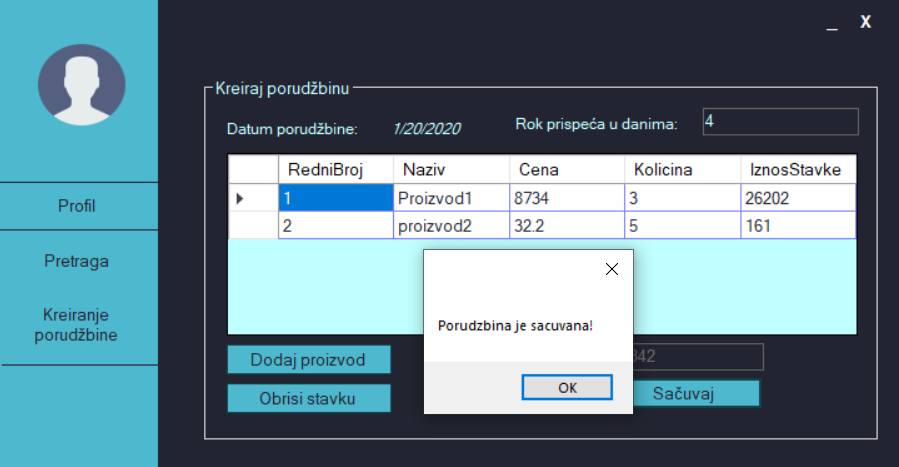 _ X
Kreiraj porudžbinu
Datum porudžbine: 1/20/2020 Rok prispeća u danima: 4
RedniBroj Naziv Cena Kolicina IznosStavke
1 Proizvod1 8734 3 26202
2 proizvod2 32.2 5 161
Profil
Pretraga
Kreiranje
porudžbine
Porudzbina je sacuvana!
OK
Dodaj proizvod
Obrisi stavku
Sačuvaj